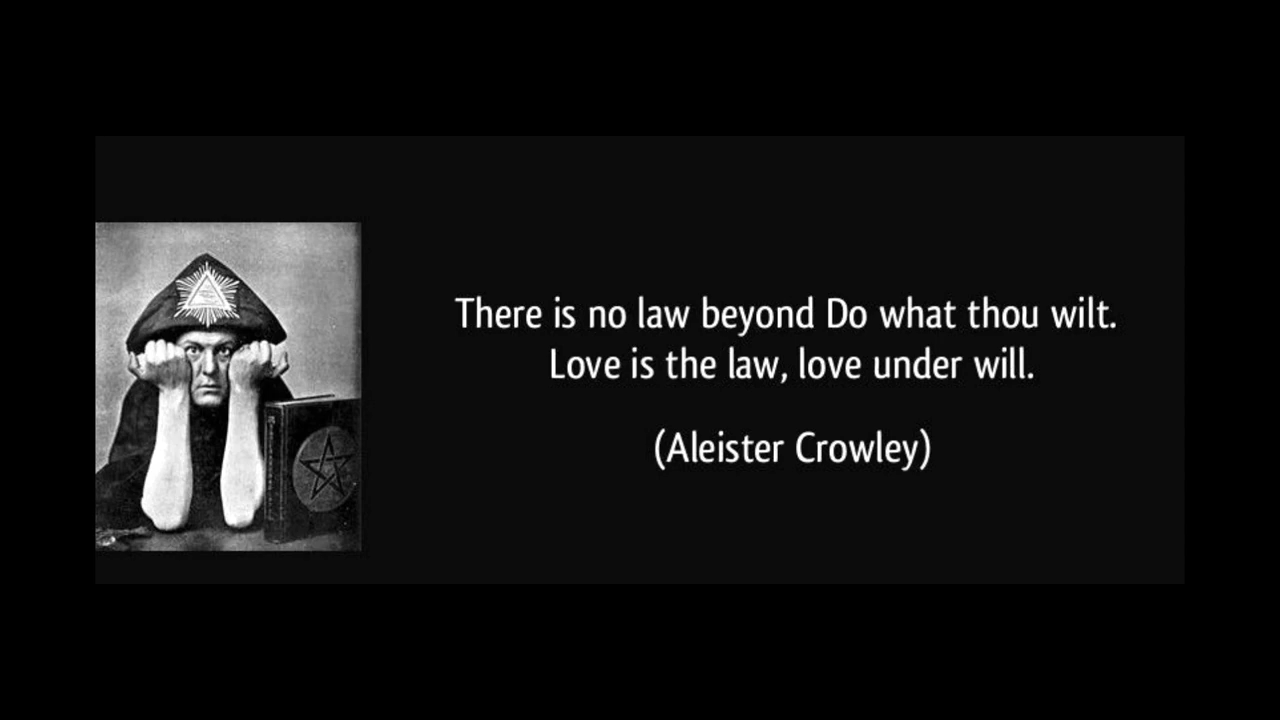 There is no law beyond Do what thou wilt.
Love is the law, love under will.
(Aleister Crowley)